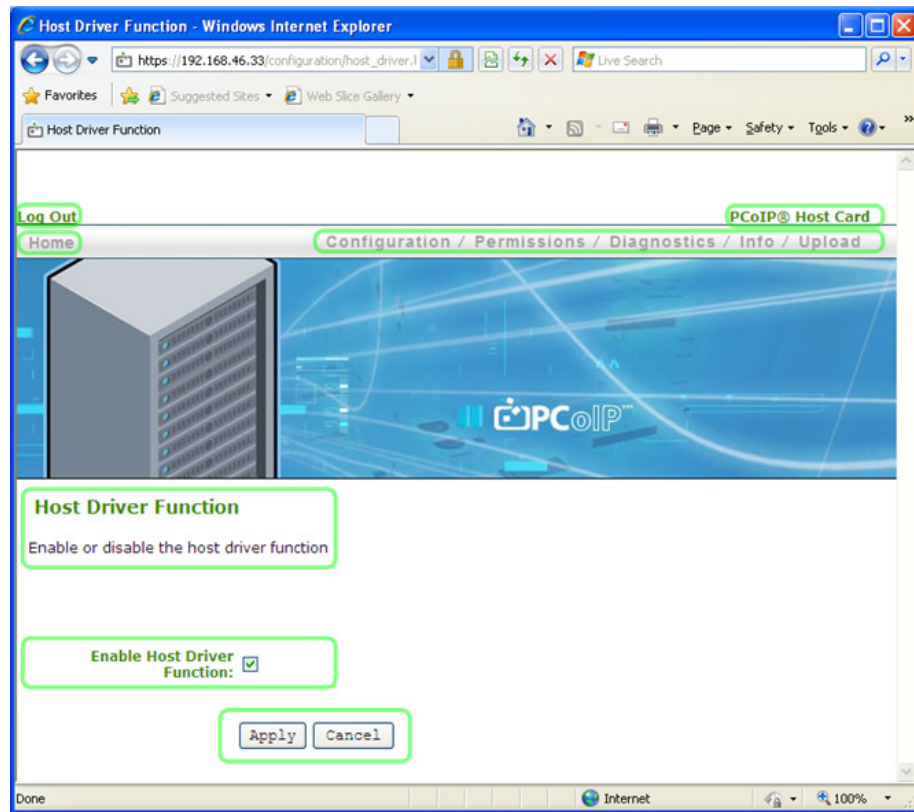 Host Driver Function - Windows Internet Explorer
https://192.168.46.33/configuration/host_driver.l
Live Search
Favorites Suggested Sites Web Slice Gallery
Host Driver Function
Page Safety Tools »
Log Out PCoIP® Host Card
Home Configuration / Permissions / Diagnostics / Info / Upload
PCoIP™
Host Driver Function
Enable or disable the host driver function
Enable Host Driver
Function:
Apply Cancel
Done Internet 100%